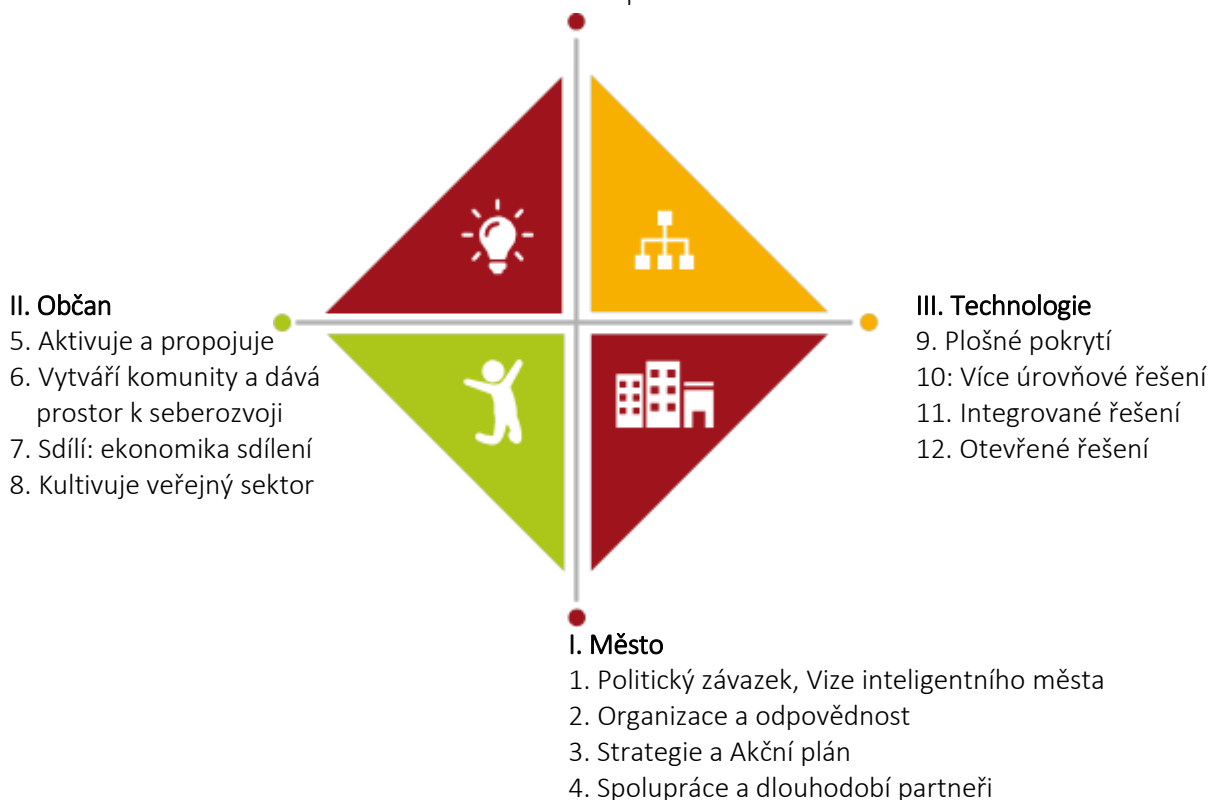 II. Občan
5. Aktivuje a propojuje
6. Vytváří komunity a dává
prostor k seberozvoji
7. Sdílí: ekonomika sdílení
8. Kultivuje veřejný sektor
III. Technologie
9. Plošné pokrytí
10: Více úrovňové řešení
11. Integrované řešení
12. Otevřené řešení
I. Město
1. Politický závazek, Vize inteligentního města
2. Organizace a odpovědnost
3. Strategie a Akční plán
4. Spolupráce a dlouhodobí partneři